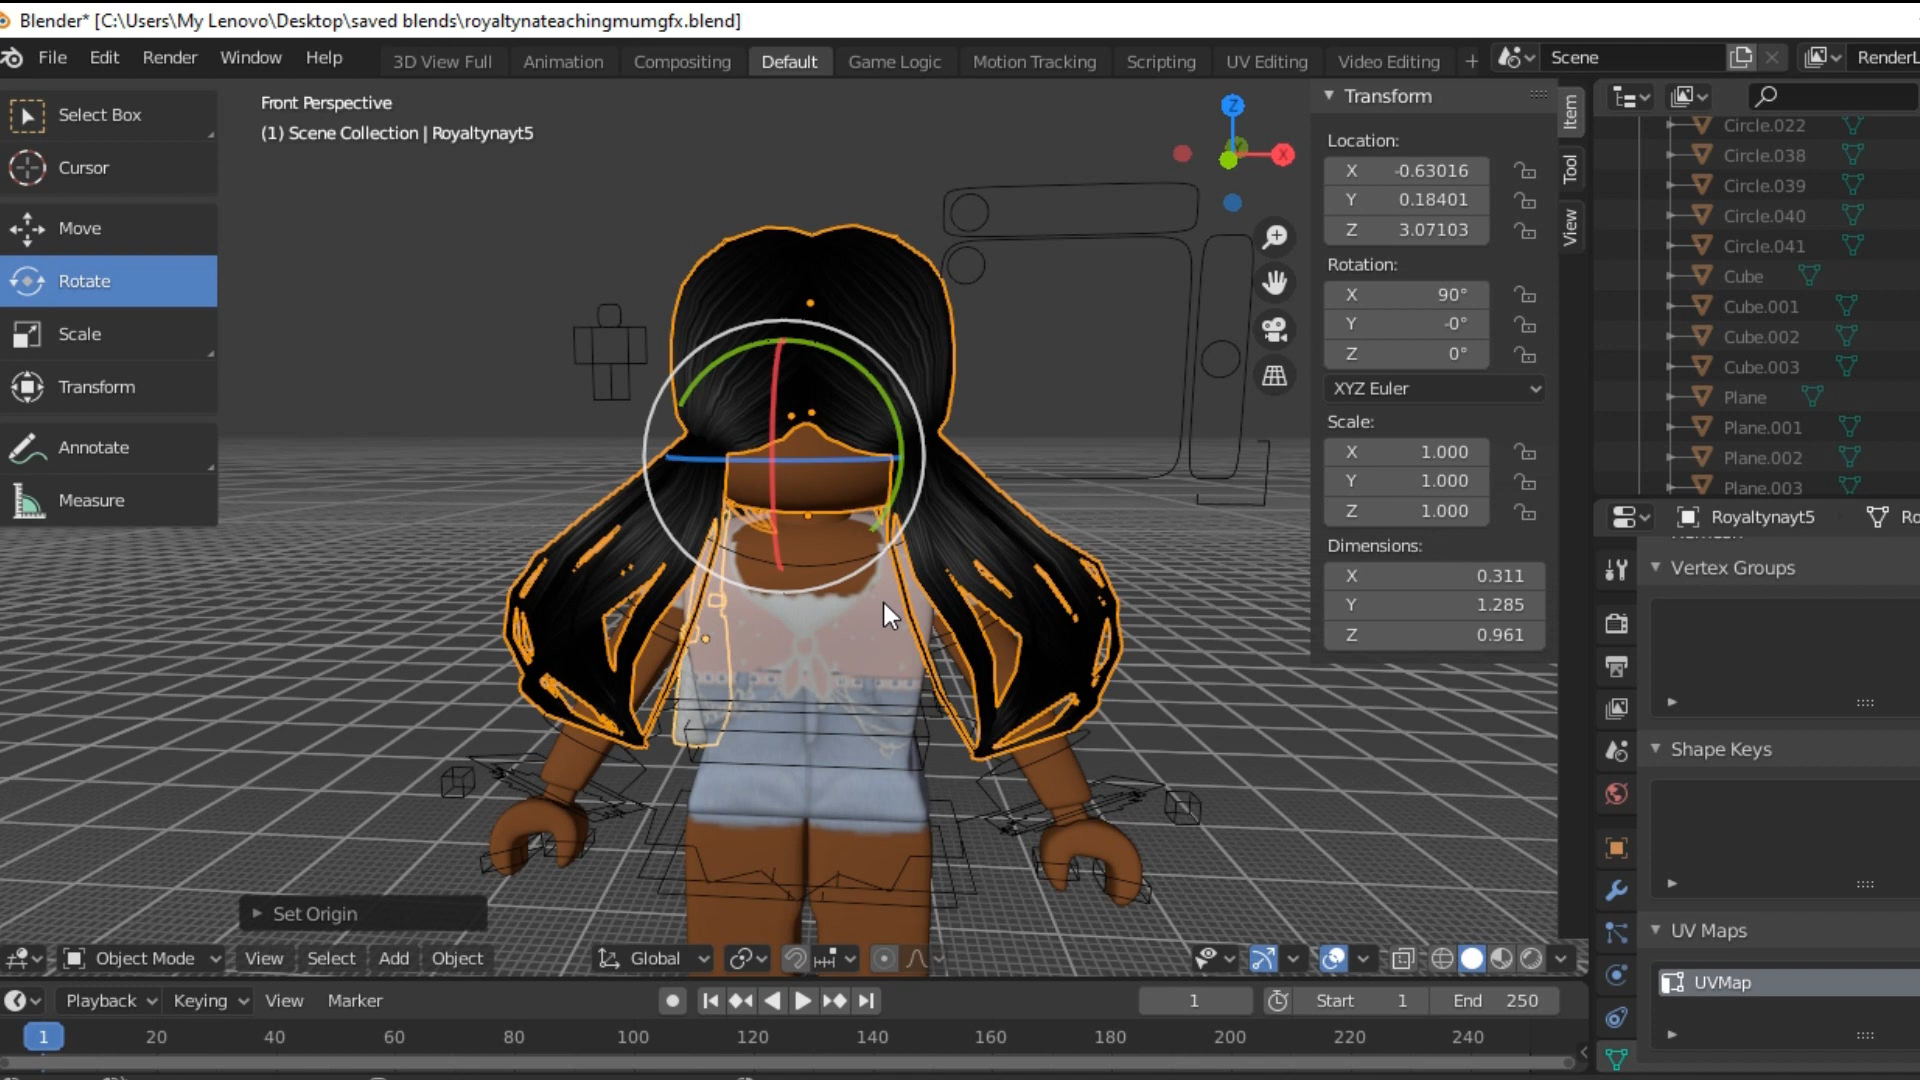 Blender* [C:\Users\My Lenovo\Desktop\saved blends\royaltynateachingmumgfx.blend]
File Edit Render Window Help
3D View Full Animation Compositing Default Game Logic Motion Tracking Scripting UV Editing Video Editing + Scene RenderL
Select Box
Cursor
Move
Rotate
Scale
Transform
Annotate
Measure
Front Perspective
(1) Scene Collection | Royaltynayt5
Z
X
Transform
Location:
X -0.63016
Y 0.18401
Z 3.07103
Rotation:
X 90°
Y -0°
Z 0°
XYZ Euler
Scale:
X 1.000
Y 1.000
Z 1.000
Dimensions:
X 0.311
Y 1.285
Z 0.961
Item
Tool
View
Circle.022
Circle.038
Circle.039
Circle.040
Circle.041
Cube
Cube.001
Cube.002
Cube.003
Plane
Plane.001
Plane.002
Plane.003
Royaltynayt5 Ro
Vertex Groups
Shape Keys
UV Maps
UVMap
Set Origin
Object Mode View Select Add Object Global
Playback Keying View Marker 1 Start 1 End 250
1 20 40 60 80 100 120 140 160 180 200 220 240